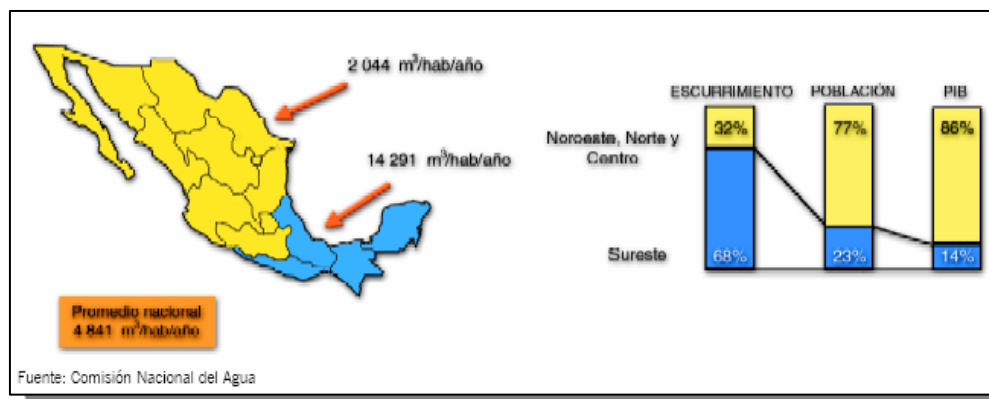 2 044 m³/hab/año
14 291 m³/hab/año
Promedio nacional
4 841 m³/hab/año
Fuente: Comisión Nacional del Agua
ESCURRIMIENTO POBLACIÓN PIB
Noroeste, Norte y
Centro
32% 77% 86%
Sureste
68% 23% 14%